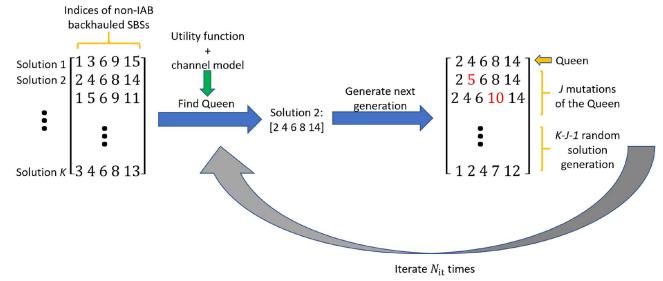 Indices of non-IAB
backhauled SBSs
Utility function
+
channel model
Solution 1
1 3 6 9 15
Solution 2
2 4 6 8 14
1 5 6 9 11
Solution K
3 4 6 8 13
Find Queen
Solution 2:
[2 4 6 8 14]
Generate next
generation
2 4 6 8 14
2 5 6 8 14
2 4 6 10 14
1 2 4 7 12
Queen
J mutations
of the Queen
K-J-1 random
solution
generation
Iterate N_it times